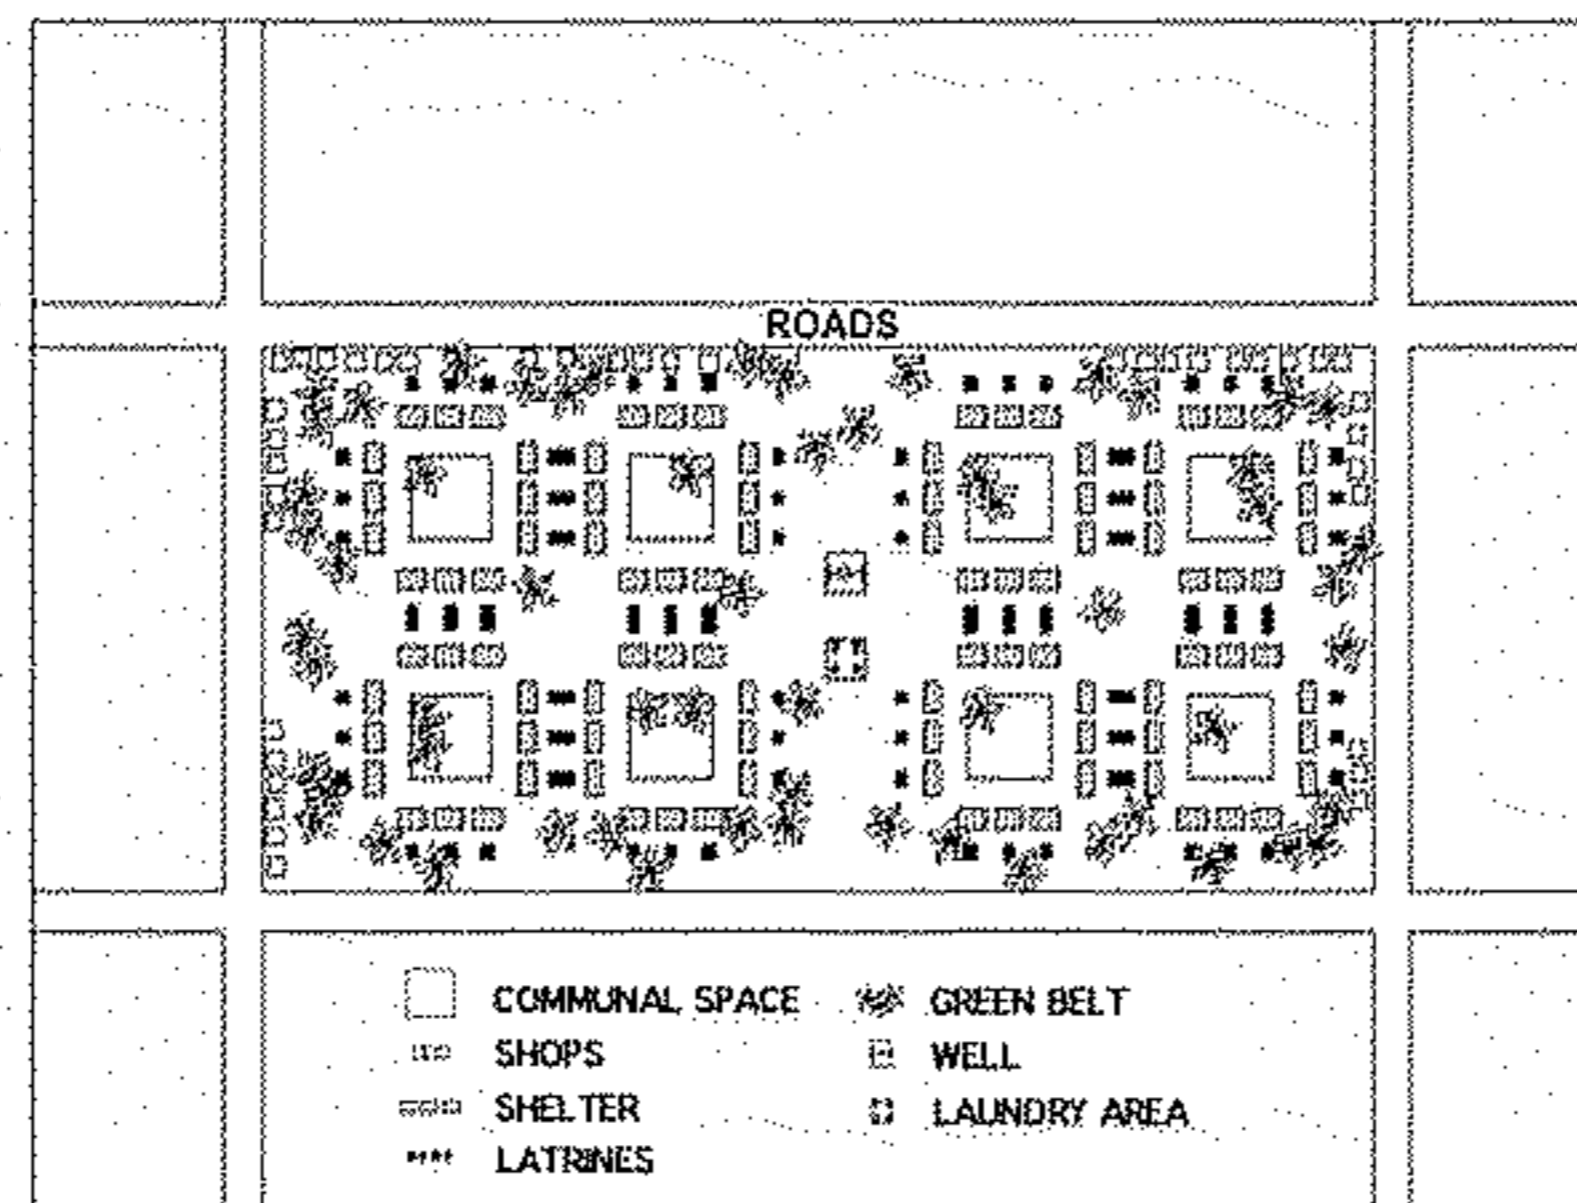 ROADS
COMMUNAL SPACE
GREEN BELT
SHOPS
WELL
SHELTER
LAUNDRY AREA
LATRINES